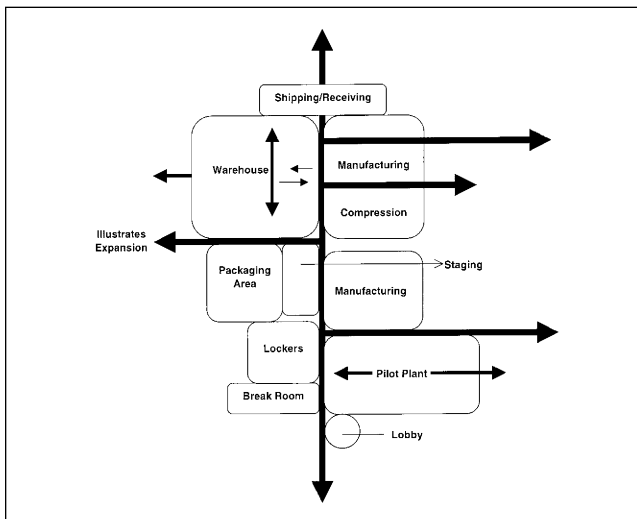 Shipping/Receiving
Warehouse
Manufacturing
Compression
Illustrates
Expansion
Packaging
Area
Staging
Manufacturing
Lockers
Pilot Plant
Break Room
Lobby